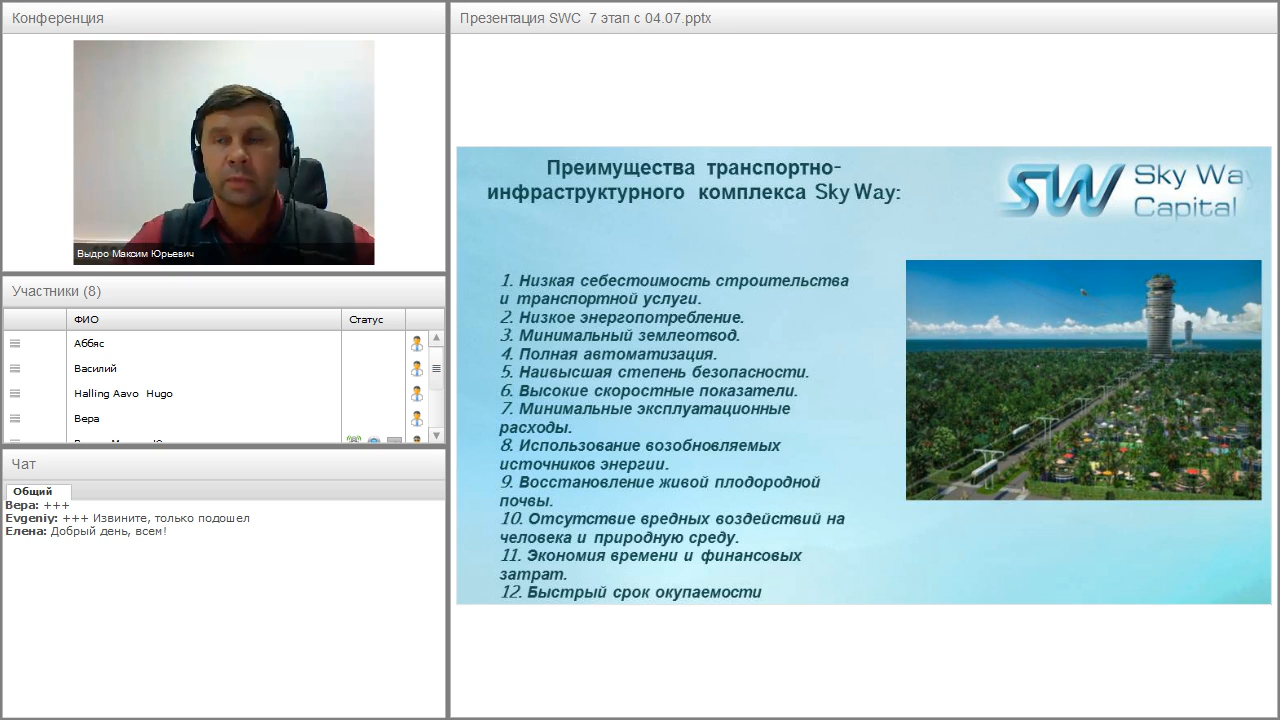 Конференция
Выдро Максим Юрьевич
Участники (8)
ФИО
Статус
Аббяс
Василий
Halling Aavo Hugo
Вера
Чат
Общий
Вера: +++
Evgeniy: +++ Извините, только подошел
Елена: Добрый день, всем!
Презентация SWC 7 этап с 04.07.pptx
Преимущества транспортно-
инфраструктурного комплекса Sky Way:
SW Sky Way
Capital
1. Низкая себестоимость строительства
и транспортной услуги.
2. Низкое энергопотребление.
3. Минимальный землеотвод.
4. Полная автоматизация.
5. Наивысшая степень безопасности.
6. Высокие скоростные показатели.
7. Минимальные эксплуатационные
расходы.
8. Использование возобновляемых
источников энергии.
9. Восстановление живой плодородной
почвы.
10. Отсутствие вредных воздействий на
человека и природную среду.
11. Экономия времени и финансовых
затрат.
12. Быстрый срок окупаемости